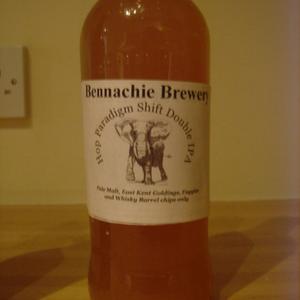 Bennachie Brewery
Hop Paradigm Shift Double IPA
Pale Malt, East Kent Goldings, Fuggles
and Whisky Barrel chips only